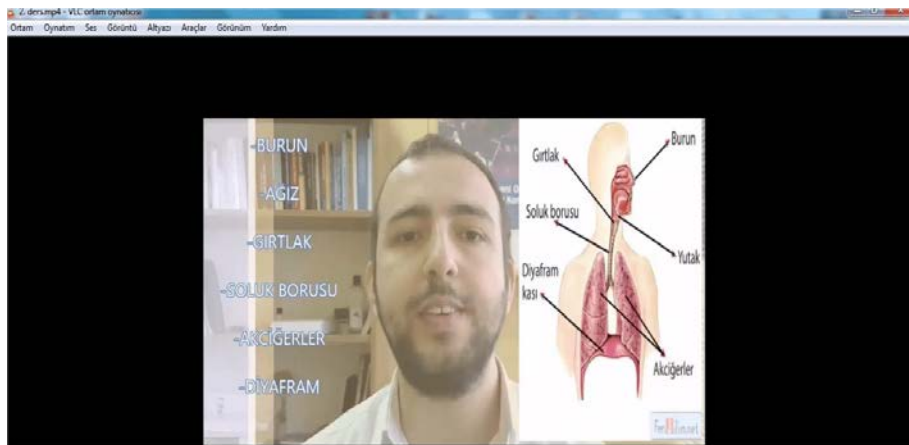 2. ders.mp4 - VLC ortam oynatıcısı
Ortam Oynatım Ses Görüntü Altyazı Araçlar Görünüm Yardım
-BURUN
-AĞIZ
-GIRTLAK
-SOLUK BORUSU
-AKCİĞERLER
-DİYAFRAM
Burun
Gırtlak
Soluk borusu
Yutak
Diyafram
kası
Akciğerler